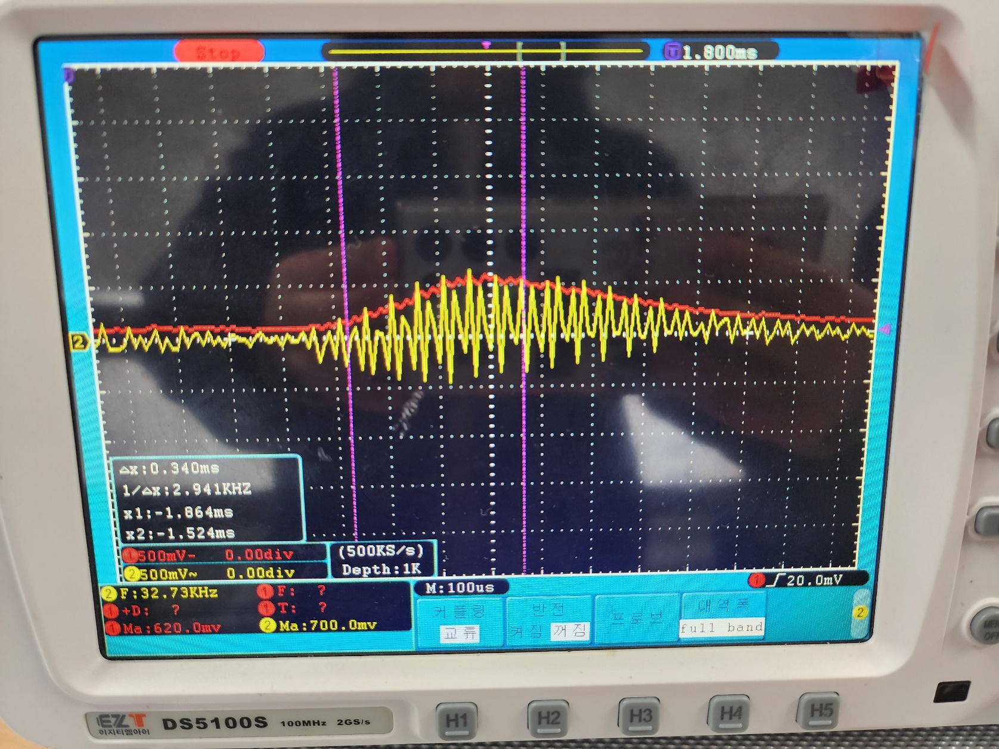 Stop
T 1.800ms
2
△x:0.340ms
1/△x:2.941KHZ
x1:-1.864ms
x2:-1.524ms
1 500mV- 0.00div
2 500mV~ 0.00div
(500KS/s)
Depth:1K
1 20.0mV
M:100us
2 F:32.73KHz
1 F: ?
1 +D: ?
1 T: ?
1 Ma:620.0mv
2 Ma:700.0mv
커플링
교류
반전
켜짐 꺼짐
프로브
대역폭
full band
2
MENU
OFF
EZT
이지티엠아이
DS5100S 100MHz 2GS/s
H1 H2 H3 H4 H5